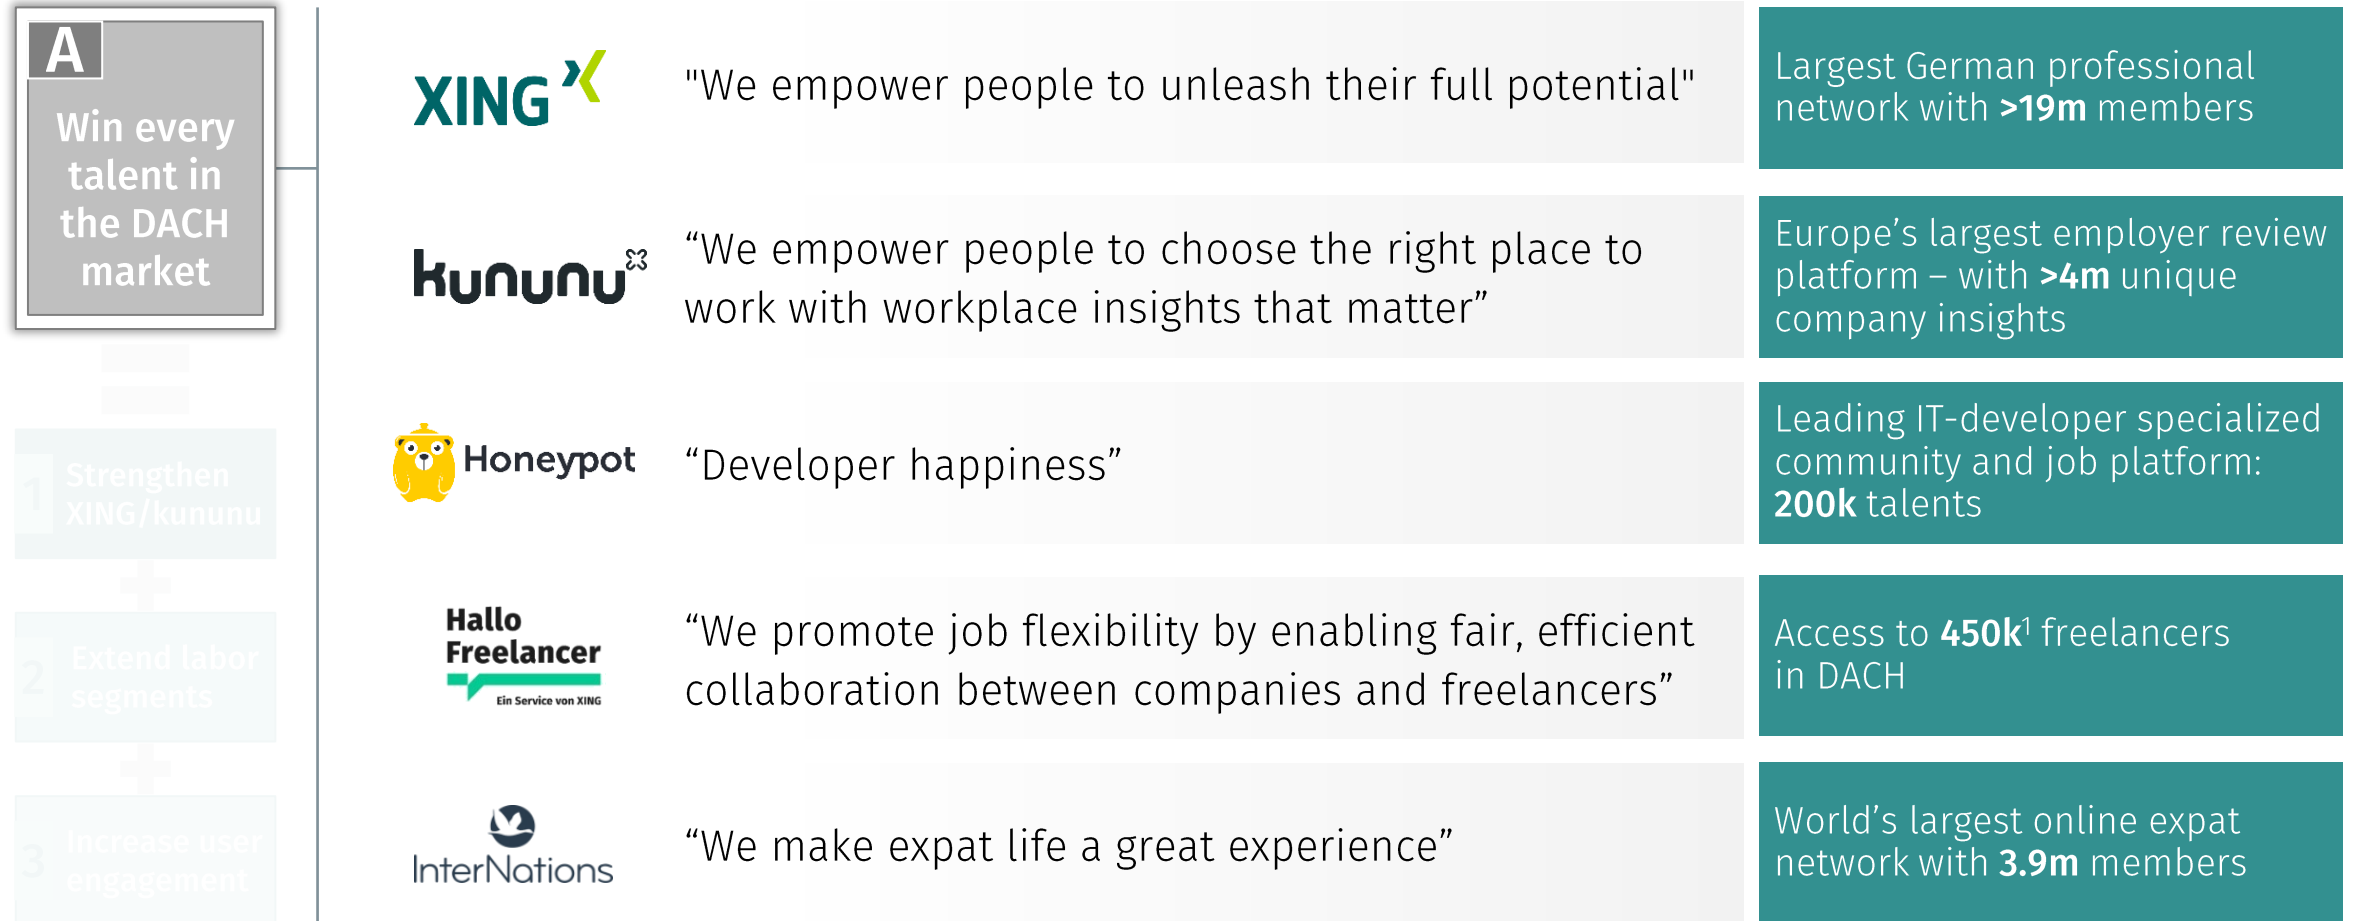 A
Win every
talent in
the DACH
market
1
Strengthen
XING/kununu
2
Extend labor
segments
3
Increase user
engagement
XING
"We empower people to unleash their full potential"
Largest German professional
network with >19m members
kununu
“We empower people to choose the right place to
work with workplace insights that matter”
Europe’s largest employer review
platform – with >4m unique
company insights
Honeypot
“Developer happiness”
Leading IT-developer specialized
community and job platform:
200k talents
Hallo
Freelancer
Ein Service von XING
“We promote job flexibility by enabling fair, efficient
collaboration between companies and freelancers”
Access to 450k¹ freelancers
in DACH
InterNations
“We make expat life a great experience”
World’s largest online expat
network with 3.9m members